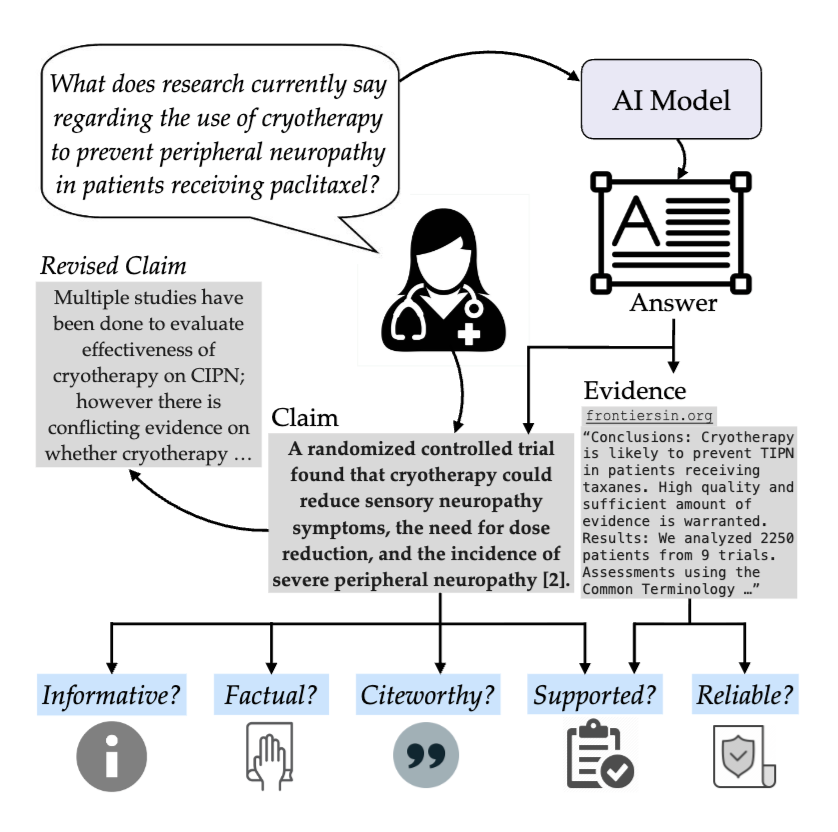 What does research currently say
regarding the use of cryotherapy
to prevent peripheral neuropathy
in patients receiving paclitaxel?
AI Model
A
Answer
Revised Claim
Multiple studies have
been done to evaluate
effectiveness of
cryotherapy on CIPN;
however there is
conflicting evidence on
whether cryotherapy …
Claim
A randomized controlled trial
found that cryotherapy could
reduce sensory neuropathy
symptoms, the need for dose
reduction, and the incidence of
severe peripheral neuropathy [2].
Evidence
frontiersin.org
“Conclusions: Cryotherapy
is likely to prevent TIPN
in patients receiving
taxanes. High quality and
sufficient amount of
evidence is warranted.
Results: We analyzed 2250
patients from 9 trials.
Assessments using the
Common Terminology …”
Informative?
Factual?
Citeworthy?
Supported?
Reliable?